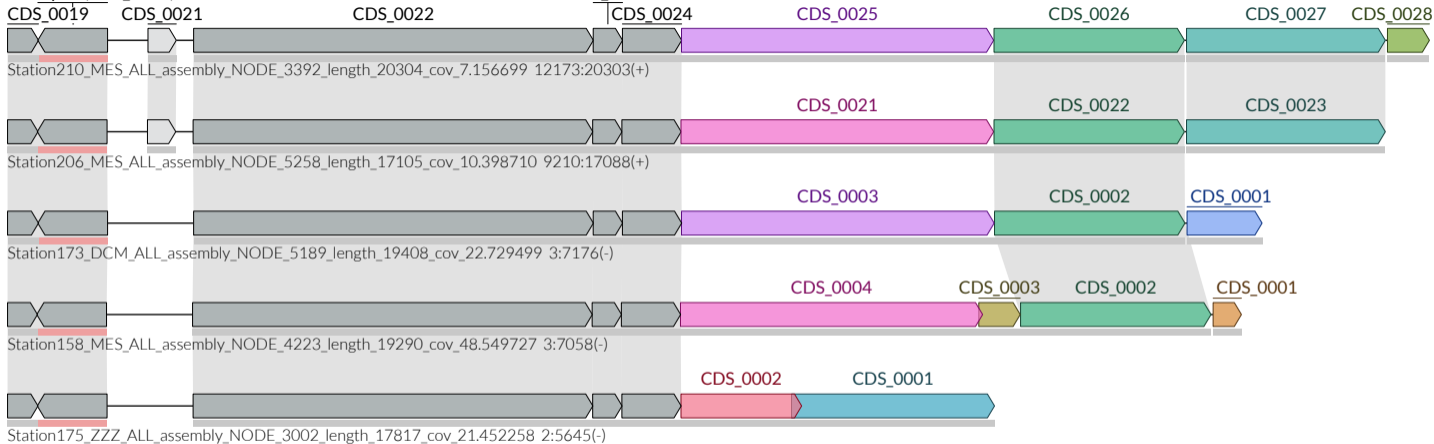 CDS_0019 CDS_0021 CDS_0022 CDS_0024 CDS_0025 CDS_0026 CDS_0027 CDS_0028
Station210_MES_ALL_assembly_NODE_3392_length_20304_cov_7.156699 12173:20303(+)
CDS_0021 CDS_0022 CDS_0023
Station206_MES_ALL_assembly_NODE_5258_length_17105_cov_10.398710 9210:17088(+)
CDS_0003 CDS_0002 CDS_0001
Station173_DCM_ALL_assembly_NODE_5189_length_19408_cov_22.729499 3:7176(-)
CDS_0004 CDS_0003 CDS_0002 CDS_0001
Station158_MES_ALL_assembly_NODE_4223_length_19290_cov_48.549727 3:7058(-)
CDS_0002 CDS_0001
Station175_ZZZ_ALL_assembly_NODE_3002_length_17817_cov_21.452258 2:5645(-)